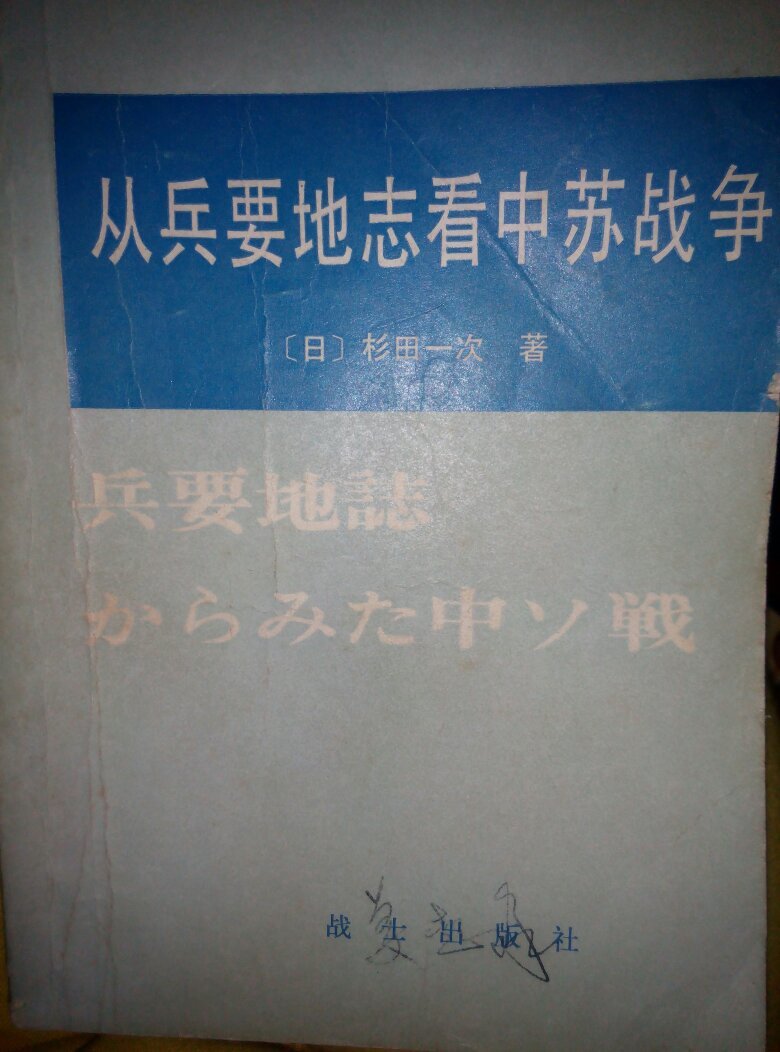 从兵要地志看中苏战争
〔日〕杉田一次 著
兵要地誌
からみた中ソ戦
战士出版社